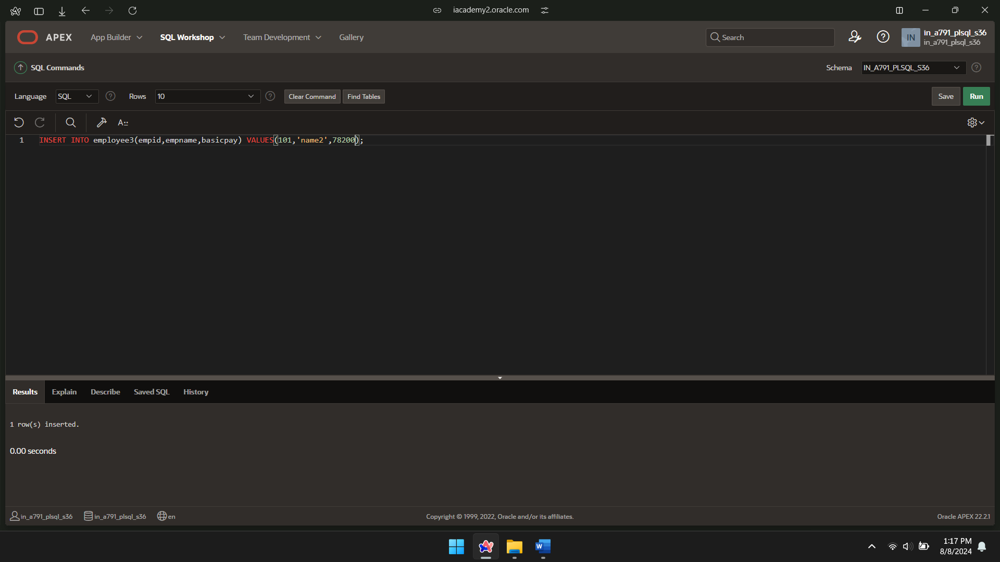 iacademy2.oracle.com
APEX
App Builder
SQL Workshop
Team Development
Gallery
Search
IN
in_a791_plsql_s36
in_a791_plsql_s36
SQL Commands
Schema
IN_A791_PLSQL_S36
Language
SQL
Rows
10
Clear Command
Find Tables
Save
Run
A::
1 INSERT INTO employee3(empid,empname,basicpay) VALUES(101,'name2',78200);
Results
Explain
Describe
Saved SQL
History
1 row(s) inserted.
0.00 seconds
in_a791_plsql_s36
in_a791_plsql_s36
en
Copyright © 1999, 2022, Oracle and/or its affiliates.
Oracle APEX 22.2.1
W
1:17 PM
8/8/2024